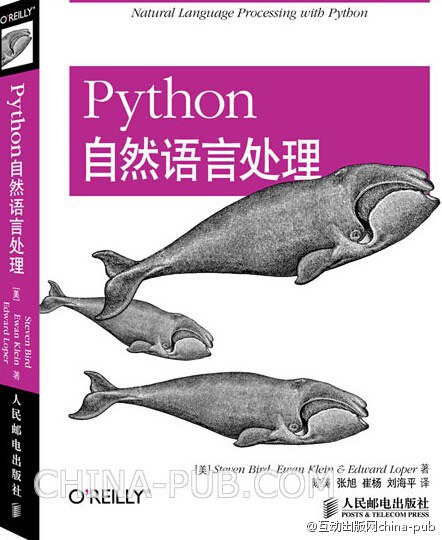 O'REILLY®
Python自然语言处理
[美] Steven Bird
Ewan Klein
Edward Loper 著
人民邮电出版社
Natural Language Processing with Python
Python
自然语言处理
[美] Steven Bird, Ewan Klein & Edward Loper 著
张旭 崔杨 刘海平 译
CHINA-PUB.COM
O'REILLY®
人民邮电出版社
POSTS & TELECOM PRESS
@互动出版网china-pub